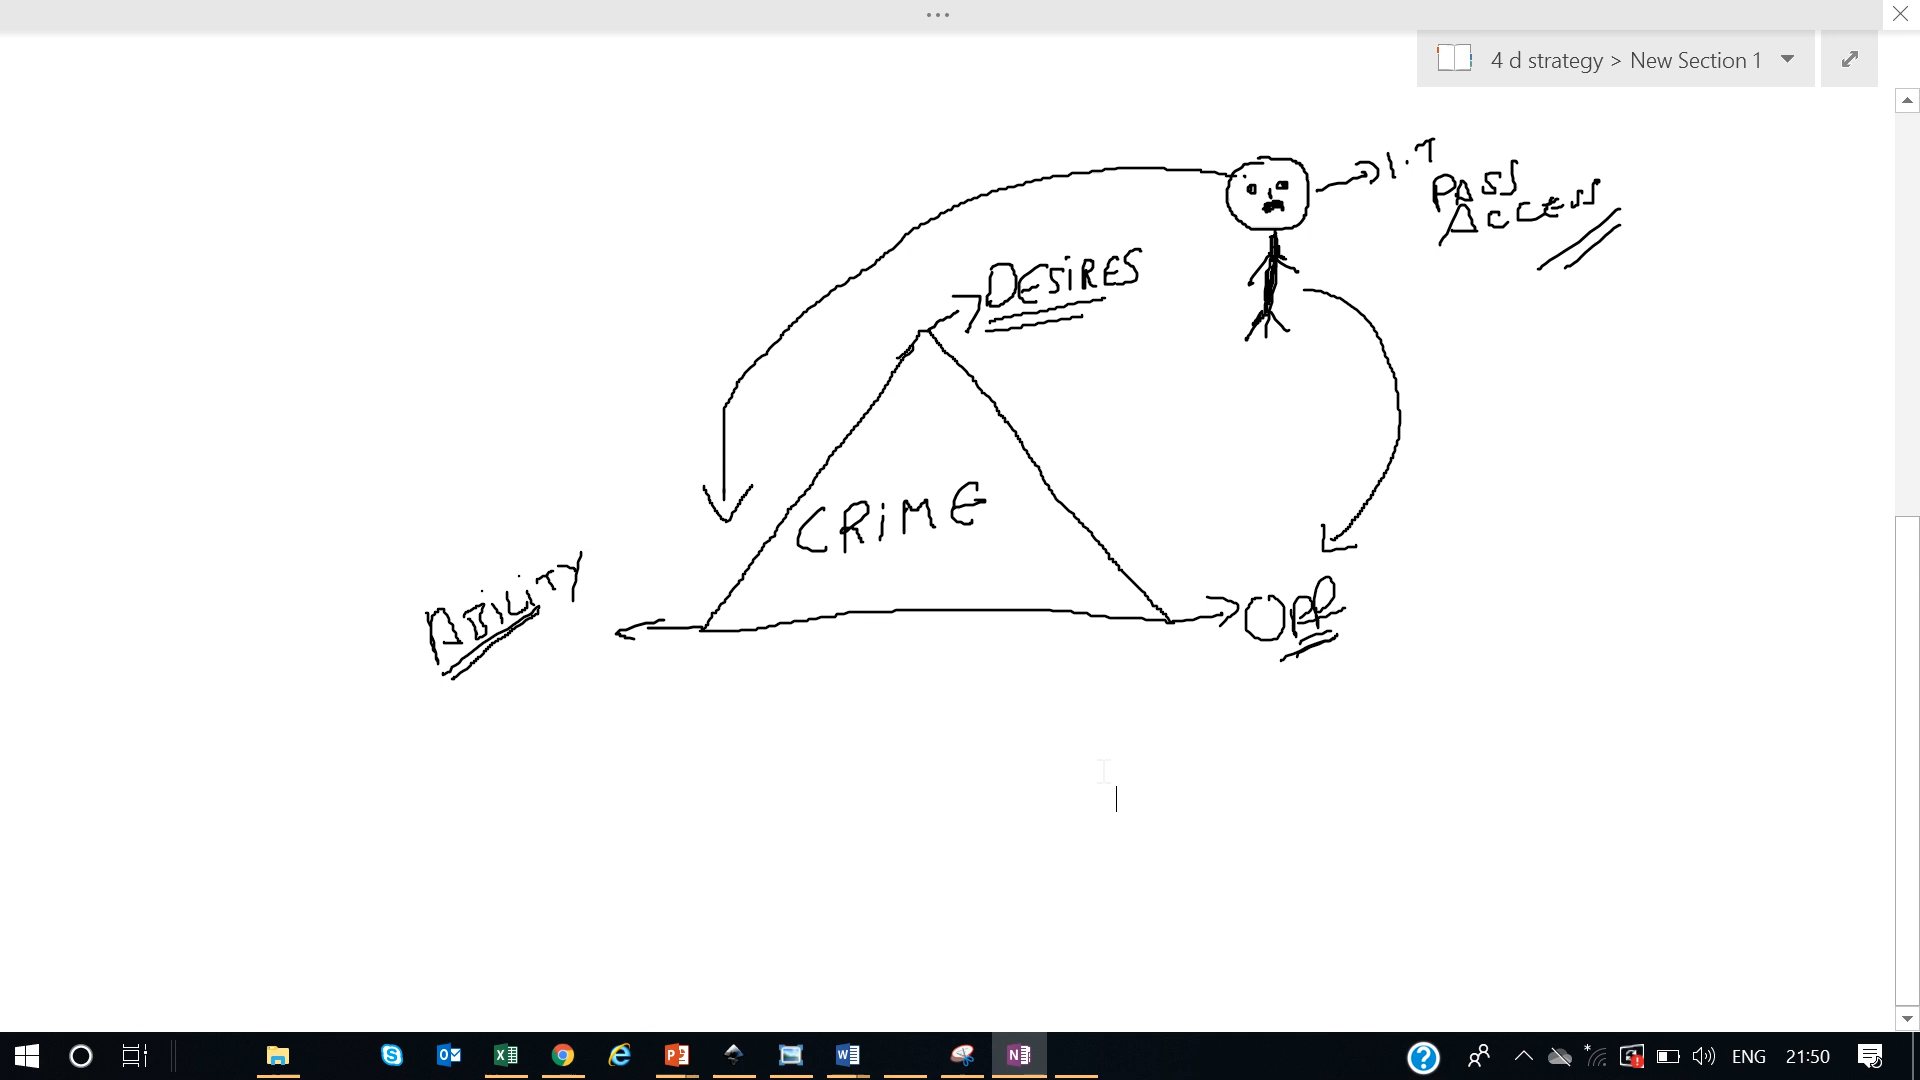 4 d strategy > New Section 1
I.T
PASS
ACCESS
DESIRES
CRiME
ABiLiTY
OPP
ENG 21:50